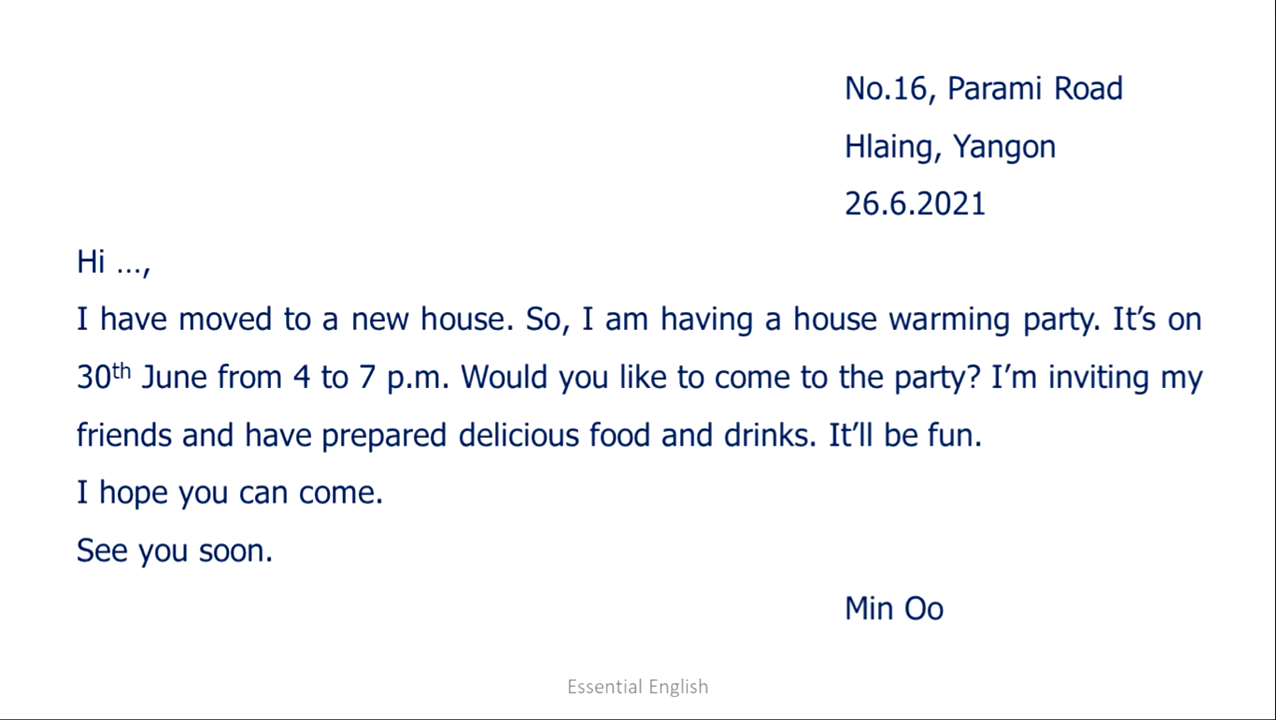 No.16, Parami Road
Hlaing, Yangon
26.6.2021
Hi ...,
I have moved to a new house. So, I am having a house warming party. It’s on
30th June from 4 to 7 p.m. Would you like to come to the party? I’m inviting my
friends and have prepared delicious food and drinks. It’ll be fun.
I hope you can come.
See you soon.
Min Oo
Essential English